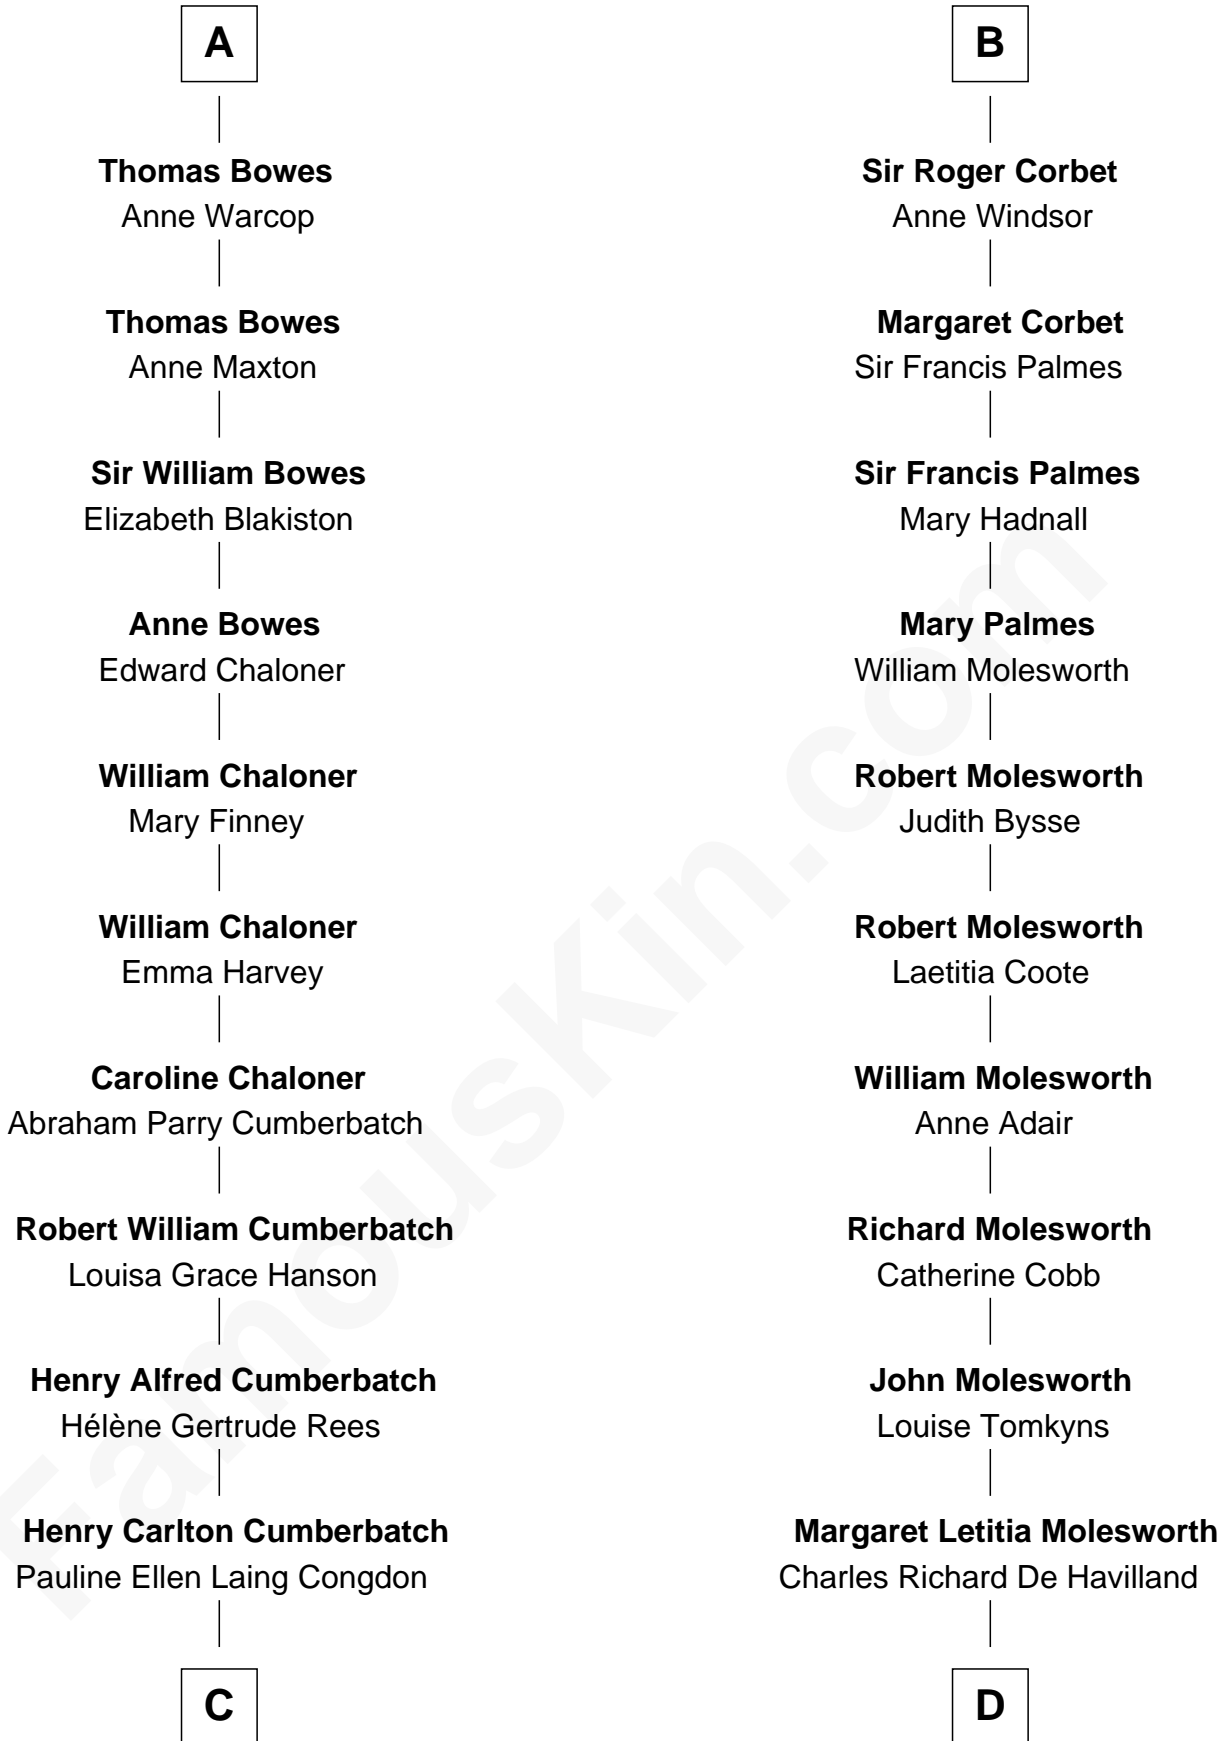 A
Thomas Bowes
Anne Warcop
Thomas Bowes
Anne Maxton
Sir William Bowes
Elizabeth Blakiston
Anne Bowes
Edward Chaloner
William Chaloner
Mary Finney
William Chaloner
Emma Harvey
Caroline Chaloner
Abraham Parry Cumberbatch
Robert William Cumberbatch
Louisa Grace Hanson
Henry Alfred Cumberbatch
Hélène Gertrude Rees
Henry Carlton Cumberbatch
Pauline Ellen Laing Congdon
C
B
Sir Roger Corbet
Anne Windsor
Margaret Corbet
Sir Francis Palmes
Sir Francis Palmes
Mary Hadnall
Mary Palmes
William Molesworth
Robert Molesworth
Judith Bysse
Robert Molesworth
Laetitia Coote
William Molesworth
Anne Adair
Richard Molesworth
Catherine Cobb
John Molesworth
Louise Tomkyns
Margaret Letitia Molesworth
Charles Richard De Havilland
D
FamousKin.com